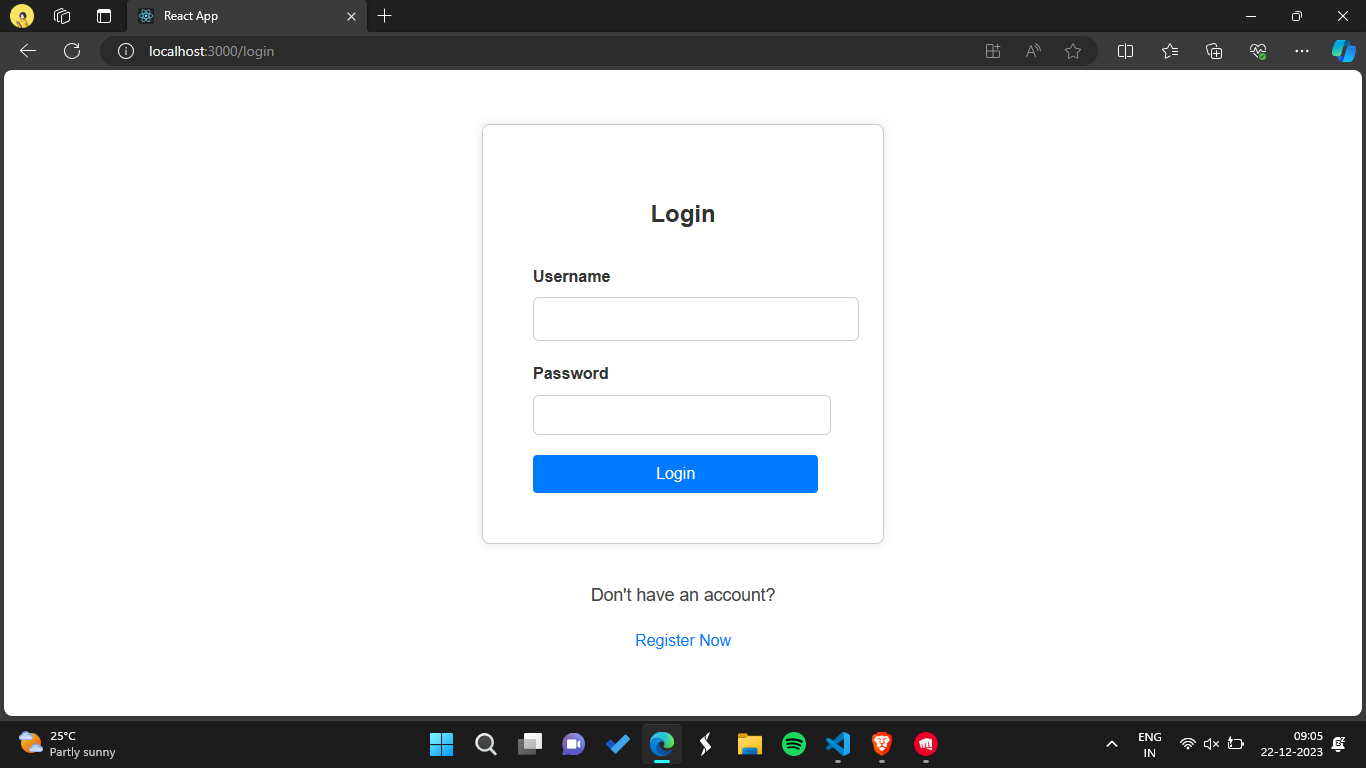 React App
localhost:3000/login
Login
Username
Password
Login
Don't have an account?
Register Now
25°C
Partly sunny
ENG
IN
09:05
22-12-2023